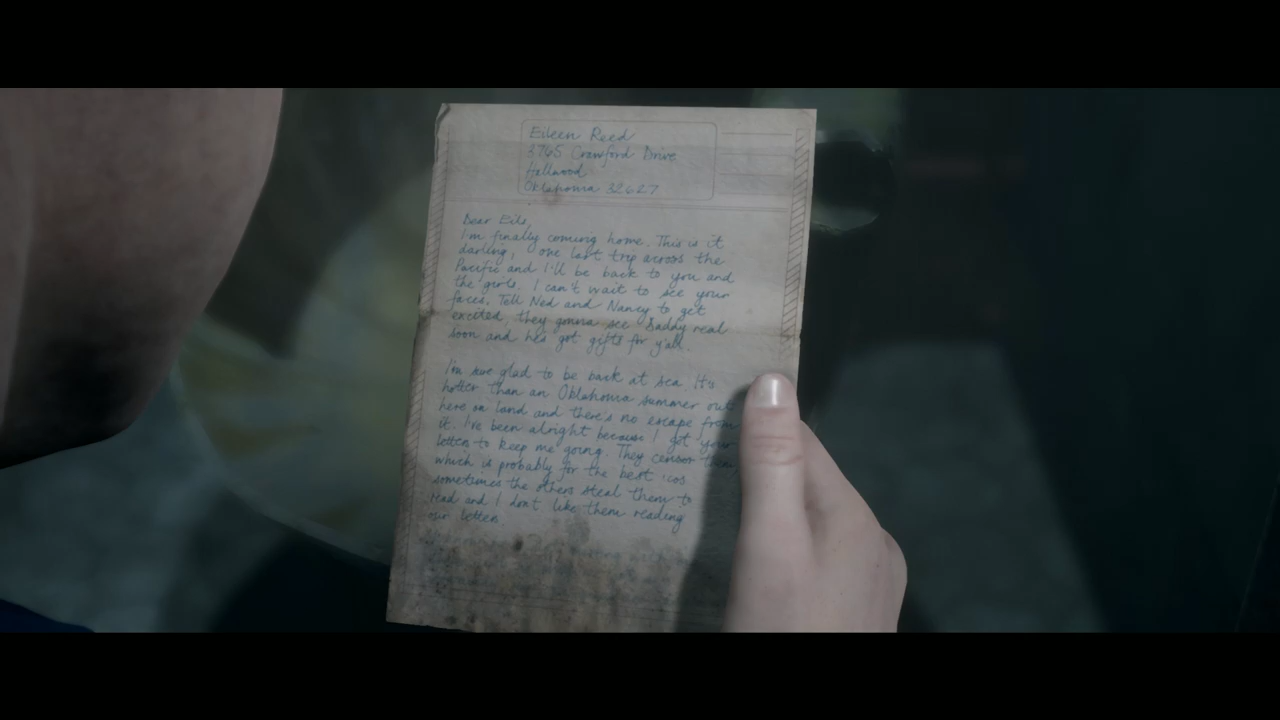 Eileen Reed
3765 Crawford Drive
Hallwood
Oklahoma 32627
Dear Eile,
I'm finally coming home. This is it
darling, one last trip across the
Pacific and I'll be back to you and
the girls. I can't wait to see your
faces. Tell Ned and Nancy to get
excited, they gonna see Daddy real
soon and he's got gifts for y'all.
I'm sure glad to be back at sea. It's
hotter than an Oklahoma summer out
here on land and there's no escape from
it. I've been alright because I got your
letters to keep me going. They censor them
which is probably for the best 'cos
sometimes the others steal them to
read and I don't like them reading
our letters